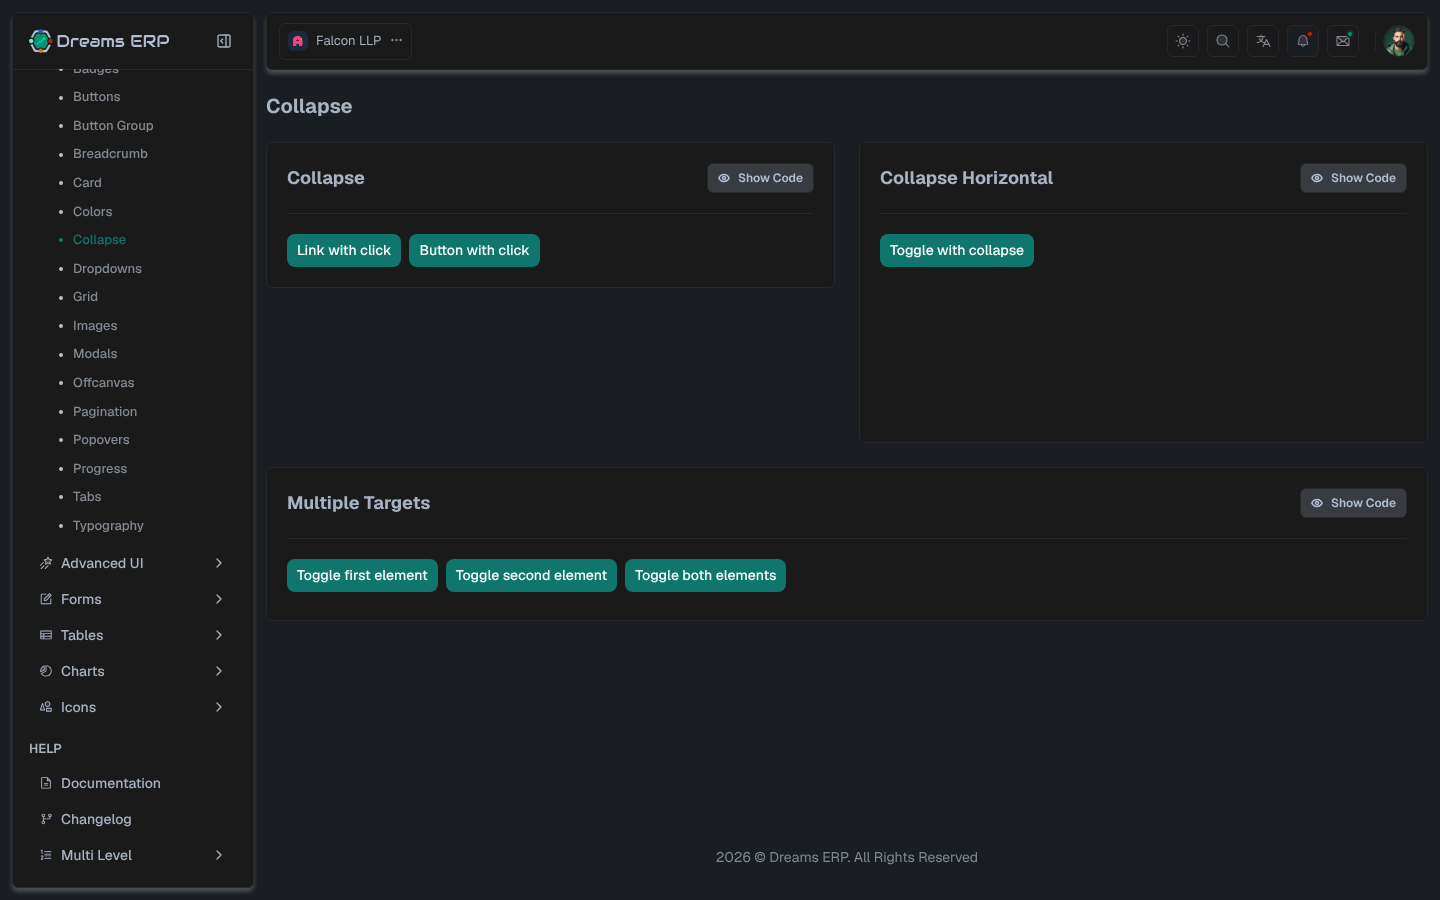 Dreams ERP
Badges
Buttons
Button Group
Breadcrumb
Card
Colors
Collapse
Dropdowns
Grid
Images
Modals
Offcanvas
Pagination
Popovers
Progress
Tabs
Typography
Advanced UI
Forms
Tables
Charts
Icons
HELP
Documentation
Changelog
Multi Level
Falcon LLP
Collapse
Collapse
Show Code
Link with click
Button with click
Collapse Horizontal
Show Code
Toggle with collapse
Multiple Targets
Show Code
Toggle first element
Toggle second element
Toggle both elements
2026 © Dreams ERP. All Rights Reserved